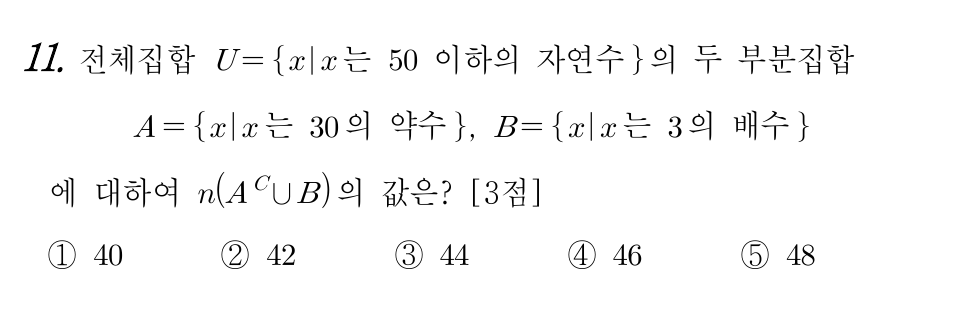 11. 전체집합 U={x|x는 50 이하의 자연수}의 두 부분집합
A={x|x는 30의 약수}, B={x|x는 3의 배수}
에 대하여 n(A^C∪B)의 값은? [3점]
① 40 ② 42 ③ 44 ④ 46 ⑤ 48